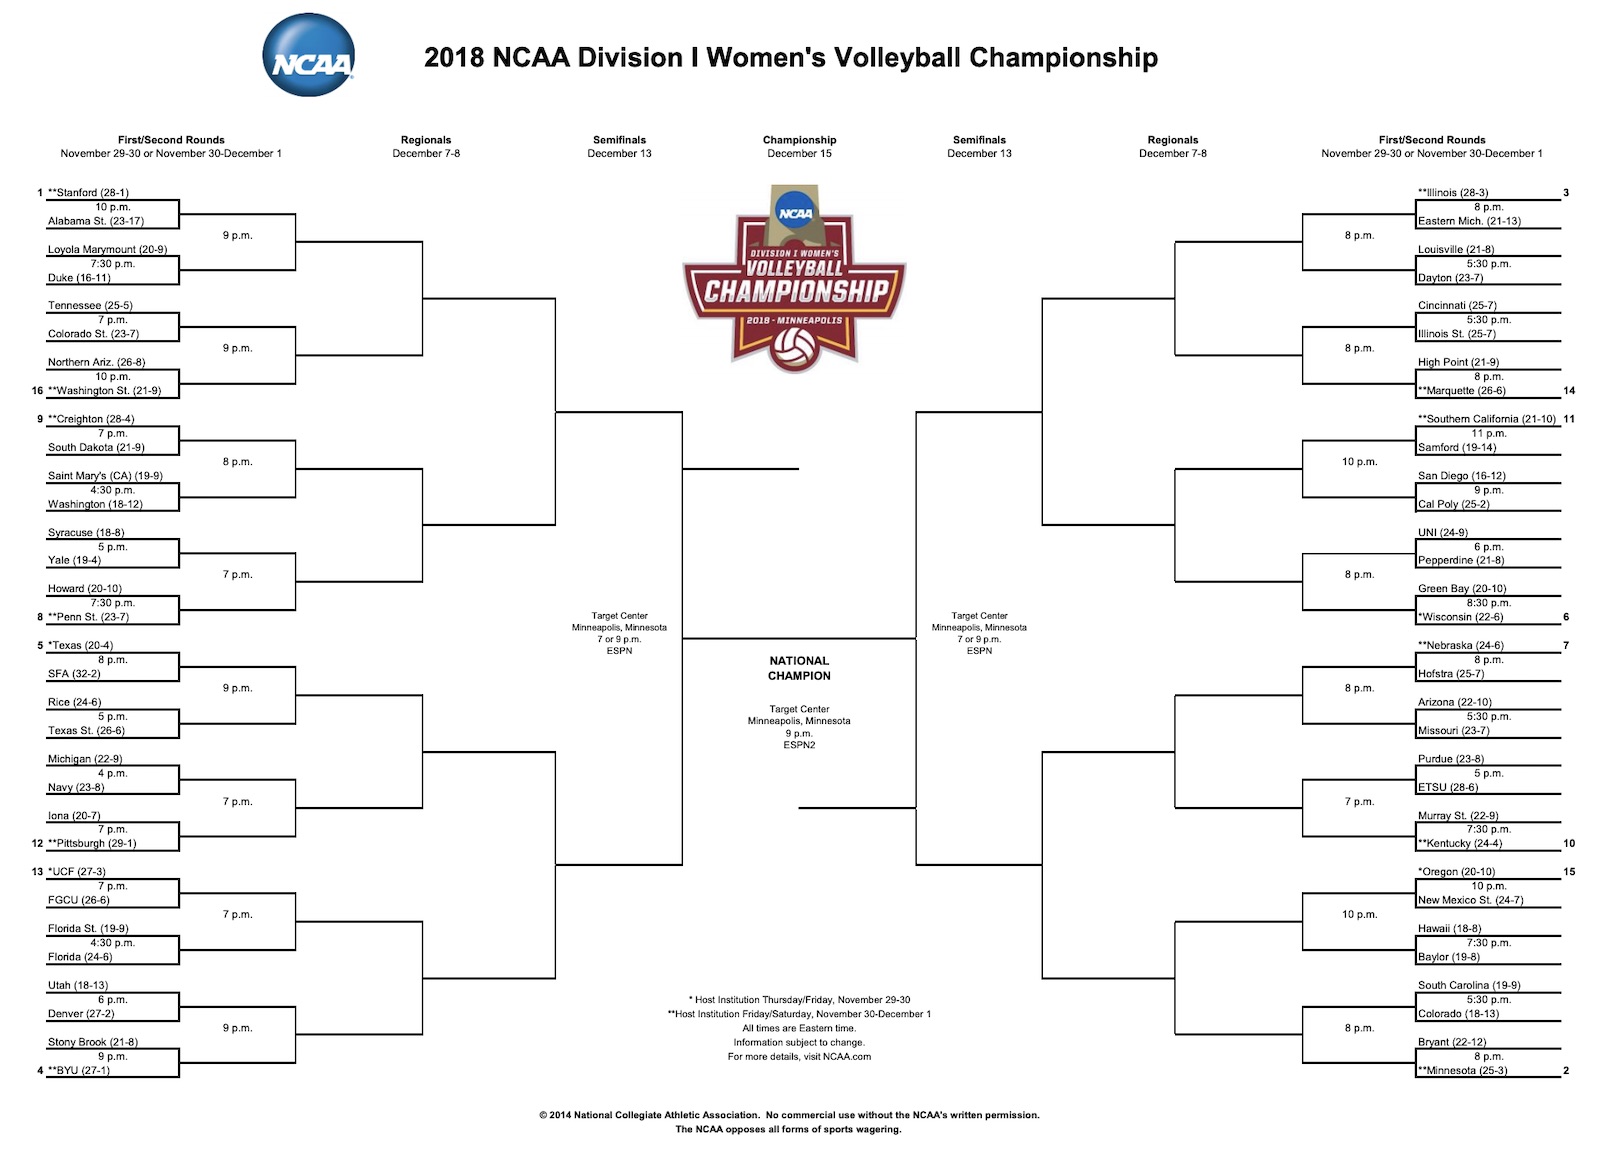 NCAA
2018 NCAA Division I Women's Volleyball Championship
First/Second Rounds
November 29-30 or November 30-December 1
Regionals
December 7-8
Semifinals
December 13
Championship
December 15
Semifinals
December 13
Regionals
December 7-8
First/Second Rounds
November 29-30 or November 30-December 1
1 **Stanford (28-1)
10 p.m.
Alabama St. (23-17)
9 p.m.
Loyola Marymount (20-9)
7:30 p.m.
Duke (16-11)
Tennessee (25-5)
7 p.m.
Colorado St. (23-7)
9 p.m.
Northern Ariz. (26-8)
10 p.m.
16 **Washington St. (21-9)
9 **Creighton (28-4)
7 p.m.
South Dakota (21-9)
8 p.m.
Saint Mary's (CA) (19-9)
4:30 p.m.
Washington (18-12)
Syracuse (18-8)
5 p.m.
Yale (19-4)
7 p.m.
Howard (20-10)
7:30 p.m.
8 **Penn St. (23-7)
5 *Texas (20-4)
8 p.m.
SFA (32-2)
9 p.m.
Rice (24-6)
5 p.m.
Texas St. (26-6)
Michigan (22-9)
4 p.m.
Navy (23-8)
7 p.m.
Iona (20-7)
7 p.m.
12 **Pittsburgh (29-1)
13 *UCF (27-3)
7 p.m.
FGCU (26-6)
7 p.m.
Florida St. (19-9)
4:30 p.m.
Florida (24-6)
Utah (18-13)
6 p.m.
Denver (27-2)
9 p.m.
Stony Brook (21-8)
9 p.m.
4 **BYU (27-1)
NCAA
DIVISION I WOMEN'S
VOLLEYBALL
CHAMPIONSHIP
2018 - MINNEAPOLIS
Target Center
Minneapolis, Minnesota
7 or 9 p.m.
ESPN
NATIONAL
CHAMPION
Target Center
Minneapolis, Minnesota
9 p.m.
ESPN2
Target Center
Minneapolis, Minnesota
7 or 9 p.m.
ESPN
**Illinois (28-3) 3
8 p.m.
Eastern Mich. (21-13)
8 p.m.
Louisville (21-8)
5:30 p.m.
Dayton (23-7)
Cincinnati (25-7)
5:30 p.m.
Illinois St. (25-7)
8 p.m.
High Point (21-9)
8 p.m.
**Marquette (26-6) 14
**Southern California (21-10) 11
11 p.m.
Samford (19-14)
10 p.m.
San Diego (16-12)
9 p.m.
Cal Poly (25-2)
UNI (24-9)
6 p.m.
Pepperdine (21-8)
8 p.m.
Green Bay (20-10)
8:30 p.m.
*Wisconsin (22-6) 6
**Nebraska (24-6) 7
8 p.m.
Hofstra (25-7)
8 p.m.
Arizona (22-10)
5:30 p.m.
Missouri (23-7)
Purdue (23-8)
5 p.m.
ETSU (28-6)
7 p.m.
Murray St. (22-9)
7:30 p.m.
**Kentucky (24-4) 10
*Oregon (20-10) 15
10 p.m.
New Mexico St. (24-7)
10 p.m.
Hawaii (18-8)
7:30 p.m.
Baylor (19-8)
South Carolina (19-9)
5:30 p.m.
Colorado (18-13)
8 p.m.
Bryant (22-12)
8 p.m.
**Minnesota (25-3) 2
* Host Institution Thursday/Friday, November 29-30
**Host Institution Friday/Saturday, November 30-December 1
All times are Eastern time.
Information subject to change.
For more details, visit NCAA.com
© 2014 National Collegiate Athletic Association. No commercial use without the NCAA's written permission.
The NCAA opposes all forms of sports wagering.